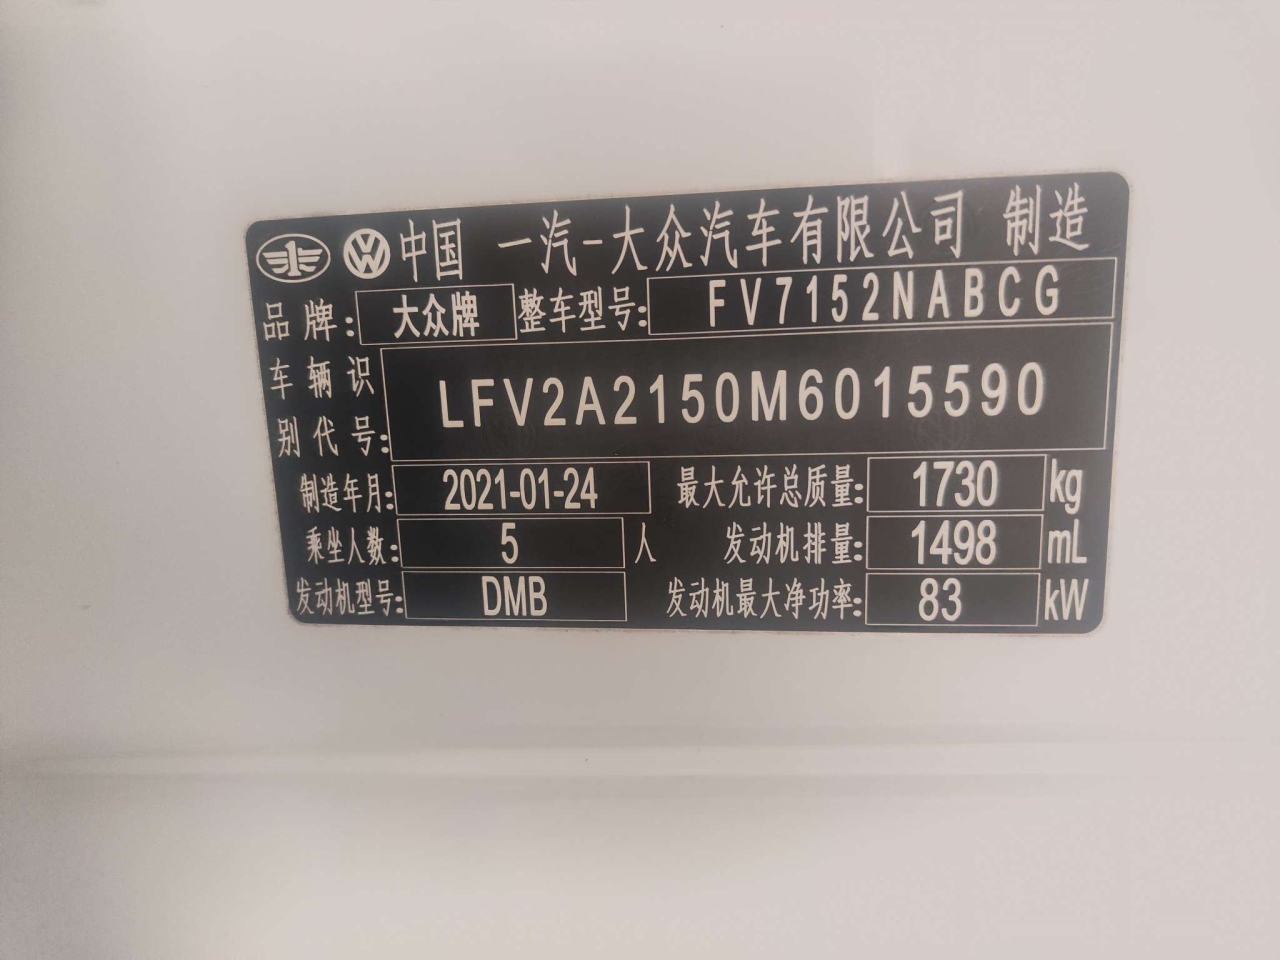 中国 一汽-大众汽车有限公司 制造
品牌: 大众牌 整车型号: FV7152NABCG
车辆识别代号: LFV2A2150M6015590
制造年月: 2021-01-24 最大允许总质量: 1730 kg
乘坐人数: 5 人 发动机排量: 1498 mL
发动机型号: DMB 发动机最大净功率: 83 kW